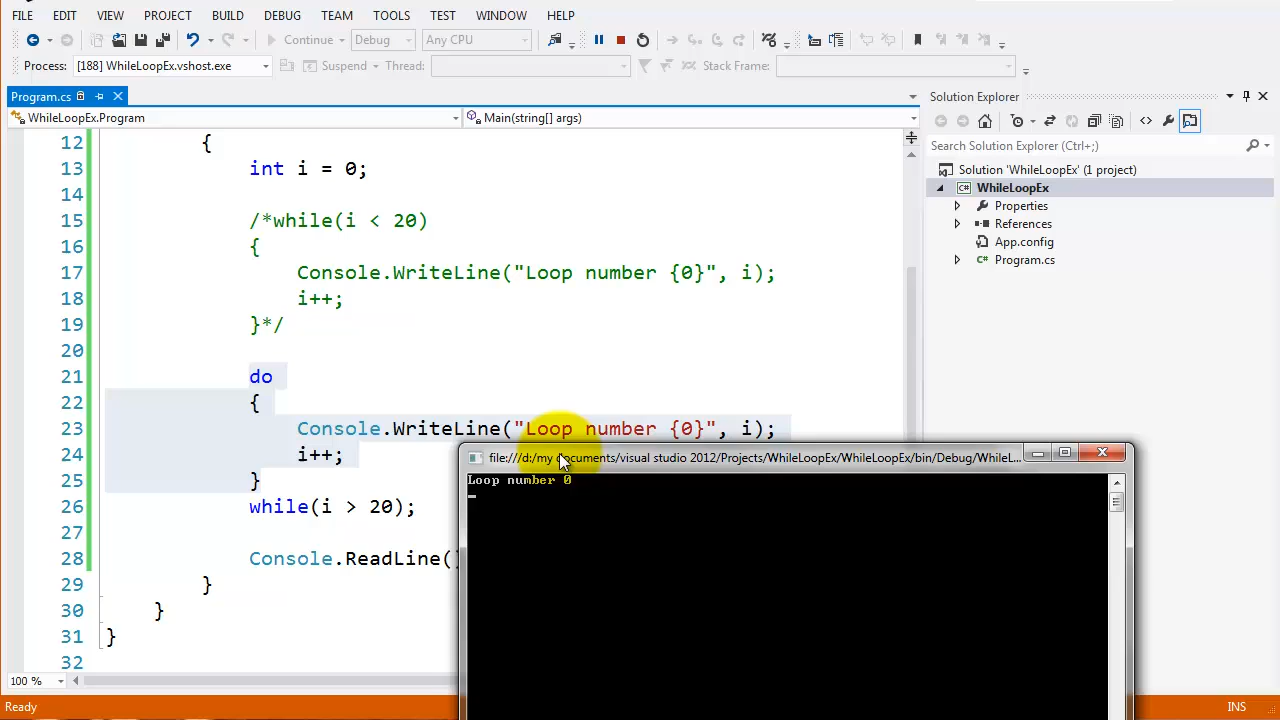 FILE EDIT VIEW PROJECT BUILD DEBUG TEAM TOOLS TEST WINDOW HELP
Continue Debug Any CPU
Process: [188] WhileLoopEx.vshost.exe Suspend Thread: Stack Frame:
Program.cs
Solution Explorer
WhileLoopEx.Program Main(string[] args)
Search Solution Explorer (Ctrl+;)
Solution 'WhileLoopEx' (1 project)
WhileLoopEx
Properties
References
App.config
Program.cs
12 {
13 int i = 0;
14
15 /*while(i < 20)
16 {
17 Console.WriteLine("Loop number {0}", i);
18 i++;
19 }*/
20
21 do
22 {
23 Console.WriteLine("Loop number {0}", i);
24 i++;
25 }
26 while(i > 20);
27
28 Console.ReadLine()
29 }
30 }
31 }
32
file:///d:/my documents/visual studio 2012/Projects/WhileLoopEx/WhileLoopEx/bin/Debug/WhileL...
Loop number 0
100 %
Ready INS